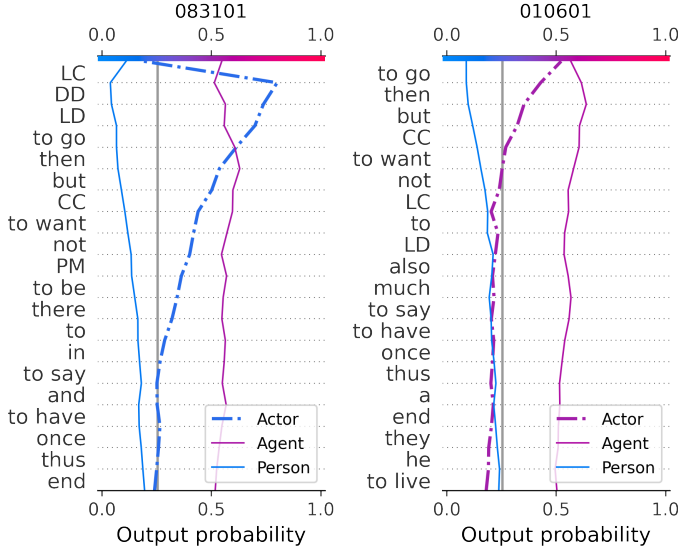 083101
0.0 0.5 1.0
LC
DD
LD
to go
then
but
CC
to want
not
PM
to be
there
to
in
to say
and
to have
once
thus
end
Actor
Agent
Person
0.0 0.5 1.0
Output probability
010601
0.0 0.5 1.0
to go
then
but
CC
to want
not
LC
to
LD
also
much
to say
to have
once
thus
a
end
they
he
to live
Actor
Agent
Person
0.0 0.5 1.0
Output probability